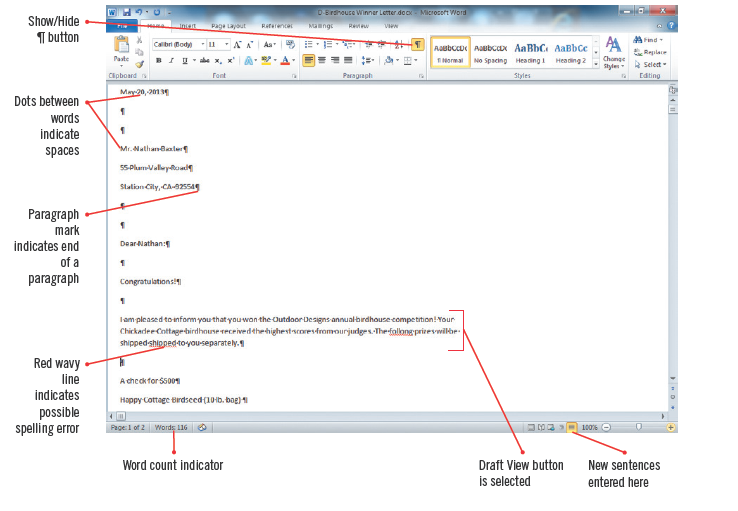 Show/Hide
¶ button
Dots between
words
indicate
spaces
Paragraph
mark
indicates end
of a
paragraph
Red wavy
line
indicates
possible
spelling error
D-Birdhouse Winner Letter.docx - Microsoft Word
File Home Insert Page Layout References Mailings Review View
Calibri (Body) 11
Paste
B I U abc x₂ x²
AaBbCcDc AaBbCcDc AaBbC AaBbCc
¶ Normal No Spacing Heading 1 Heading 2
Change
Styles
Find
Replace
Select
Clipboard Font Paragraph Styles Editing
May·20,·2013¶
¶
¶
Mr.·Nathan·Baxter¶
55·Plum·Valley·Road¶
Station·City,·CA·92554¶
¶
¶
Dear·Nathan:¶
¶
Congratulations!¶
¶
I·am·pleased·to·inform·you·that·you·won·the·Outdoor·Designs·annual·birdhouse·competition!·Your·
Chickadee·Cottage·birdhouse·received·the·highest·scores·from·our·judges.·The·follong·prizes·will·be·
shipped·shipped·to·you·separately.¶
¶
A·check·for·$500¶
Happy·Cottage·Birdseed·(10·lb.·bag)·¶
Page: 1 of 2 Words: 116 100%
Word count indicator
Draft View button
is selected
New sentences
entered here